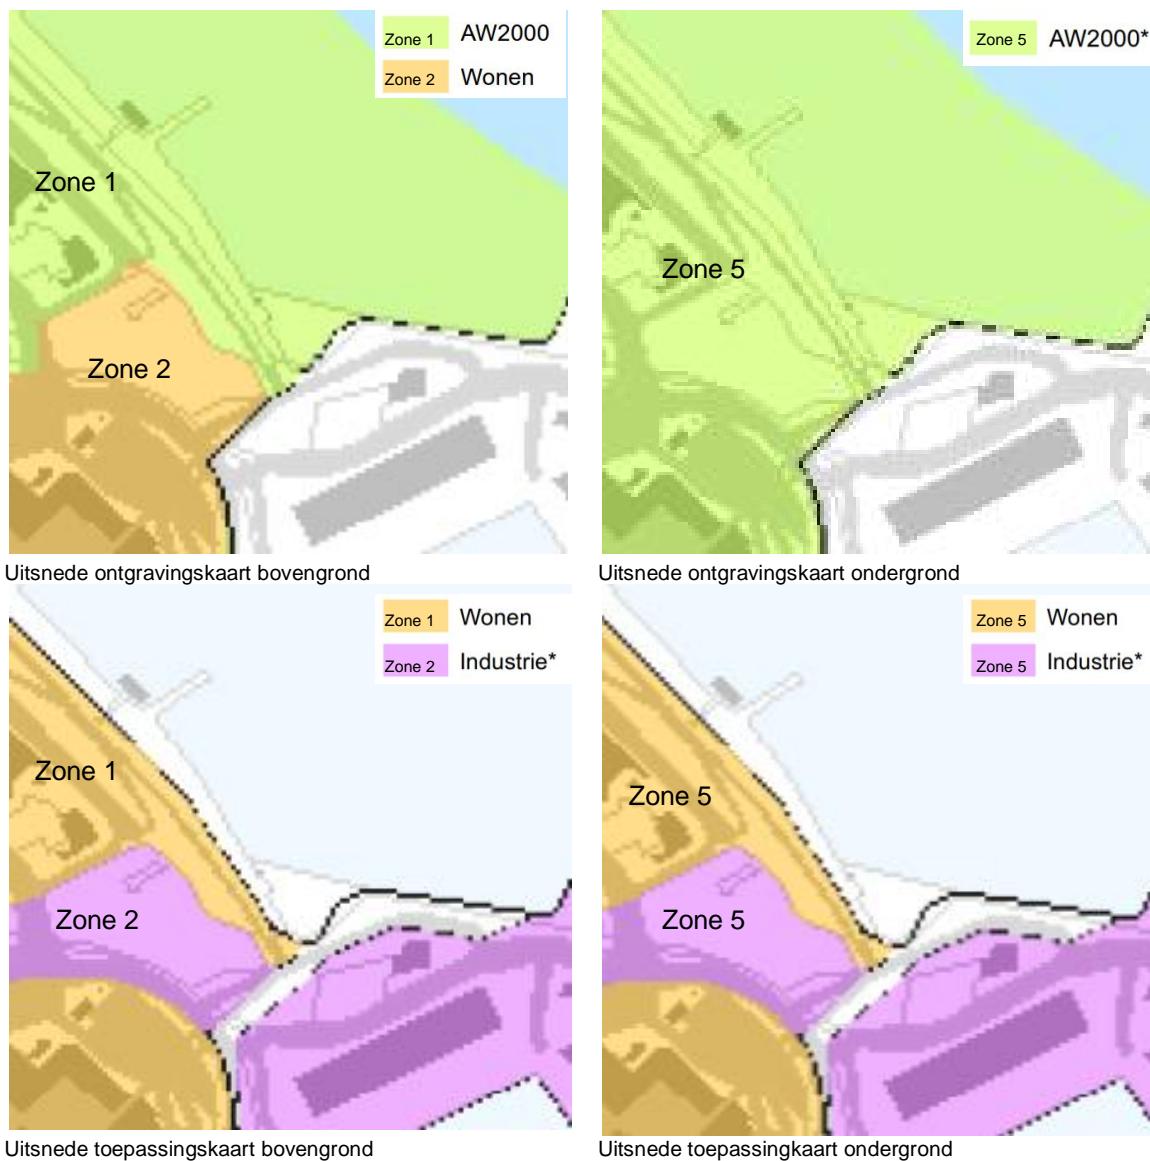 Zone 1 AW2000
Zone 2 Wonen
Zone 1
Zone 2
Uitsnede ontgravingskaart bovengrond
Zone 5 AW2000*
Zone 5
Uitsnede ontgravingskaart ondergrond
Zone 1 Wonen
Zone 2 Industrie*
Zone 1
Zone 2
Uitsnede toepassingskaart bovengrond
Zone 5 Wonen
Zone 5 Industrie*
Zone 5
Zone 5
Uitsnede toepassingkaart ondergrond